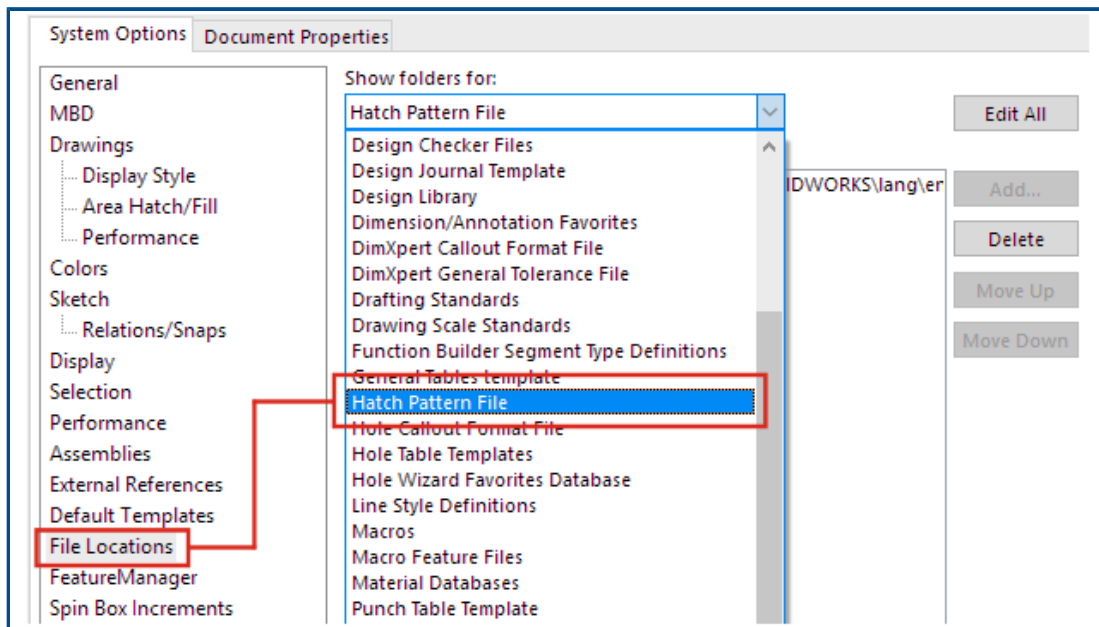 System Options
Document Properties
General
MBD
Drawings
Display Style
Area Hatch/Fill
Performance
Colors
Sketch
Relations/Snaps
Display
Selection
Performance
Assemblies
External References
Default Templates
File Locations
FeatureManager
Spin Box Increments
Show folders for:
Hatch Pattern File
Design Checker Files
Design Journal Template
Design Library
Dimension/Annotation Favorites
DimXpert Callout Format File
DimXpert General Tolerance File
Drafting Standards
Drawing Scale Standards
Function Builder Segment Type Definitions
General Tables template
Hatch Pattern File
Hole Callout Format File
Hole Table Templates
Hole Wizard Favorites Database
Line Style Definitions
Macros
Macro Feature Files
Material Databases
Punch Table Template
IDWORKS\lang\er
Edit All
Add...
Delete
Move Up
Move Down